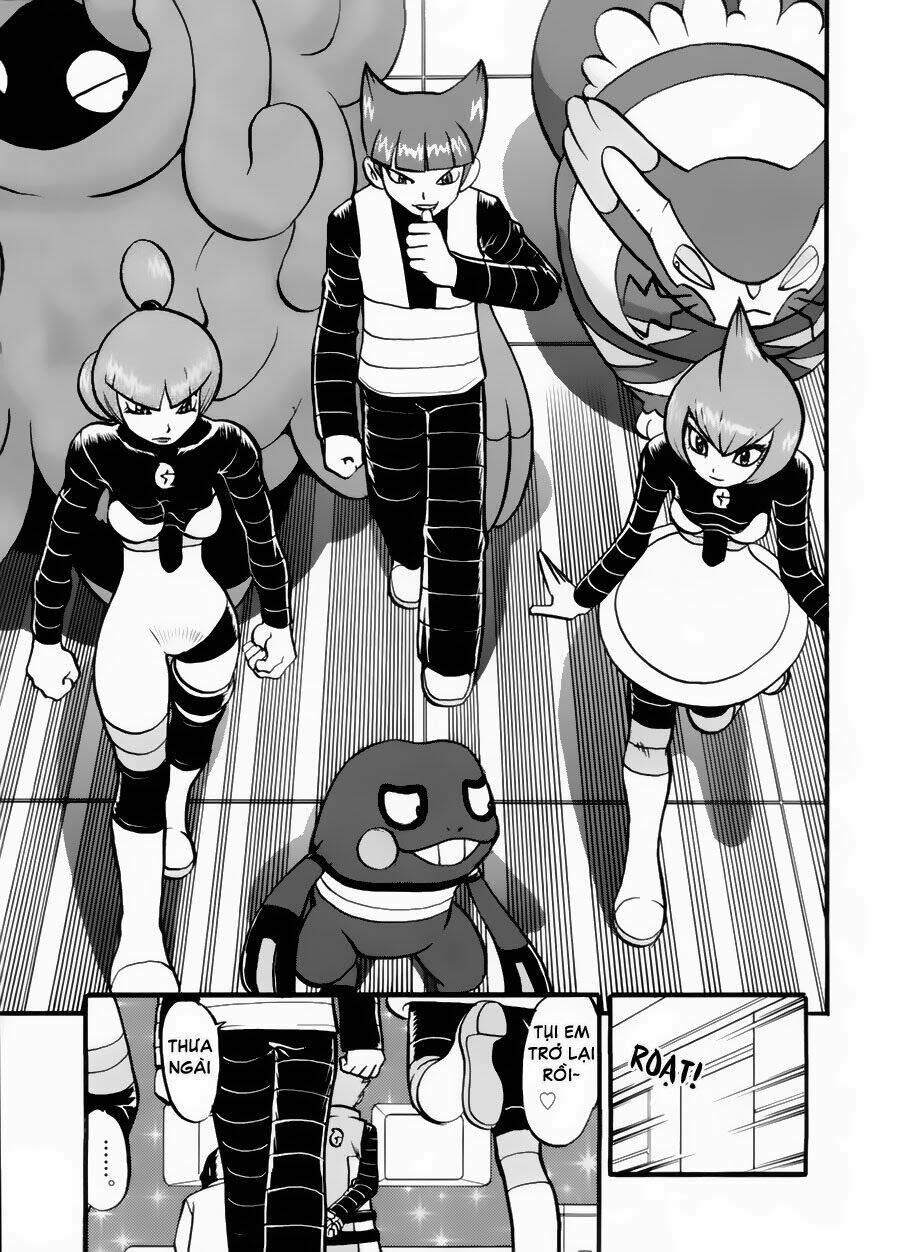 ROẠT!
TỤI EM
TRỞ LẠI
RỒI~
♡
THƯA
NGÀI
.......